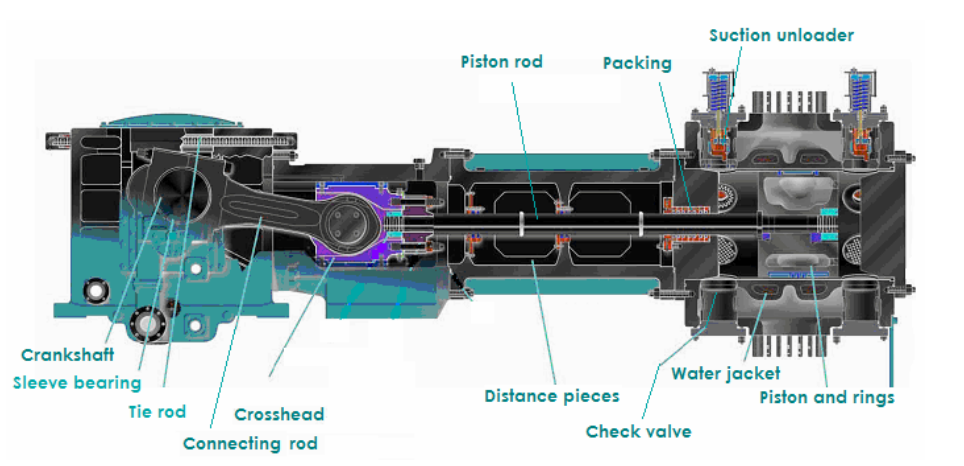 Suction unloader
Piston rod
Packing
Crankshaft
Sleeve bearing
Tie rod
Crosshead
Connecting rod
Distance pieces
Check valve
Water jacket
Piston and rings